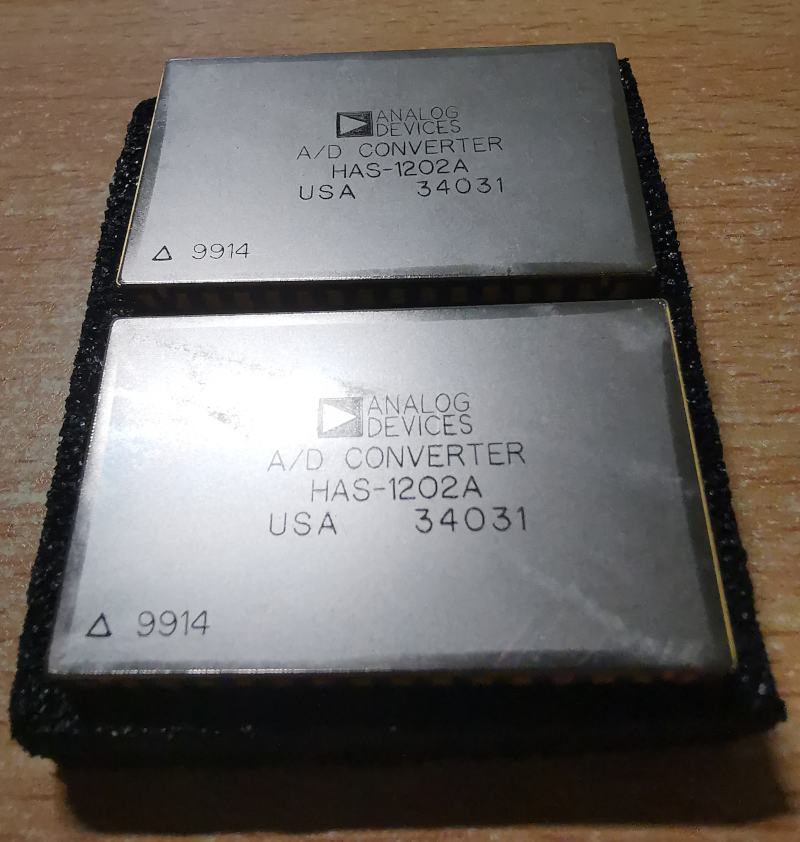 ANALOG
DEVICES
A/D CONVERTER
HAS-1202A
USA 34031
△ 9914
ANALOG
DEVICES
A/D CONVERTER
HAS-1202A
USA 34031
△ 9914